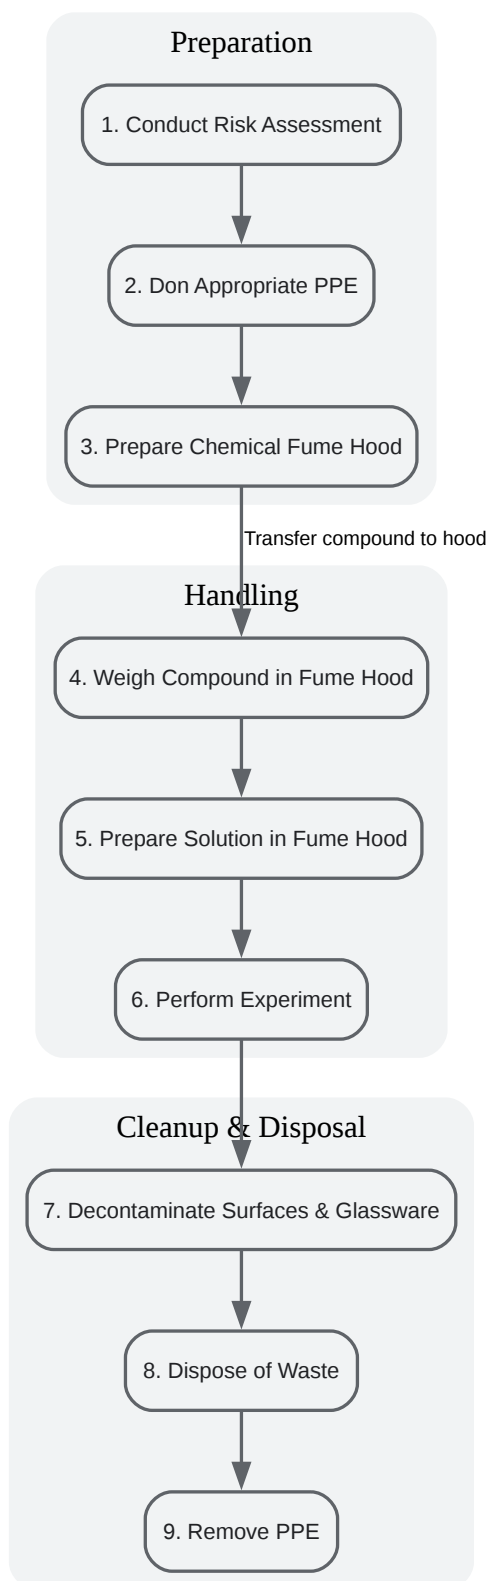 Preparation
1. Conduct Risk Assessment
2. Don Appropriate PPE
3. Prepare Chemical Fume Hood
Transfer compound to hood
Handling
4. Weigh Compound in Fume Hood
5. Prepare Solution in Fume Hood
6. Perform Experiment
Cleanup & Disposal
7. Decontaminate Surfaces & Glassware
8. Dispose of Waste
9. Remove PPE